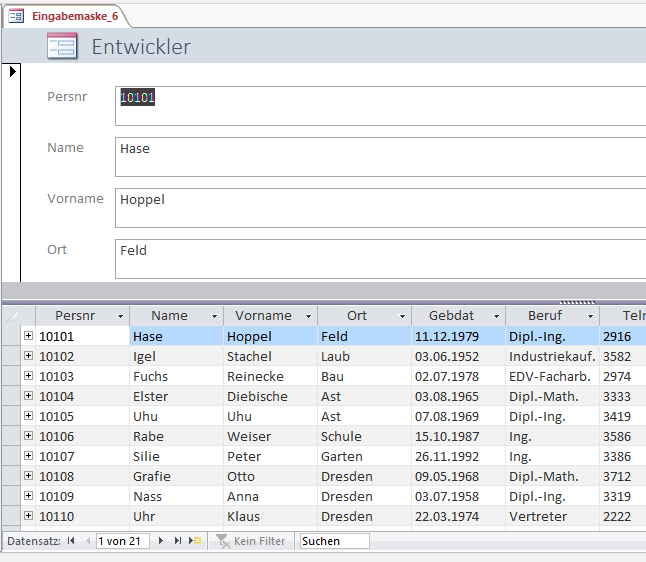 Eingabemaske_6
Entwickler
Persnr 10101
Name Hase
Vorname Hoppel
Ort Feld
Persnr Name Vorname Ort Gebdat Beruf Telr
10101 Hase Hoppel Feld 11.12.1979 Dipl.-Ing. 2916
10102 Igel Stachel Laub 03.06.1952 Industriekauf. 3582
10103 Fuchs Reinecke Bau 02.07.1978 EDV-Facharb. 2974
10104 Elster Diebische Ast 03.08.1965 Dipl.-Math. 3333
10105 Uhu Uhu Ast 07.08.1969 Dipl.-Ing. 3419
10106 Rabe Weiser Schule 15.10.1987 Ing. 3586
10107 Silie Peter Garten 26.11.1992 Ing. 3386
10108 Grafie Otto Dresden 09.05.1968 Dipl.-Math. 3712
10109 Nass Anna Dresden 03.07.1958 Dipl.-Ing. 3319
10110 Uhr Klaus Dresden 22.03.1974 Vertreter 2222
Datensatz: 1 von 21 Kein Filter Suchen